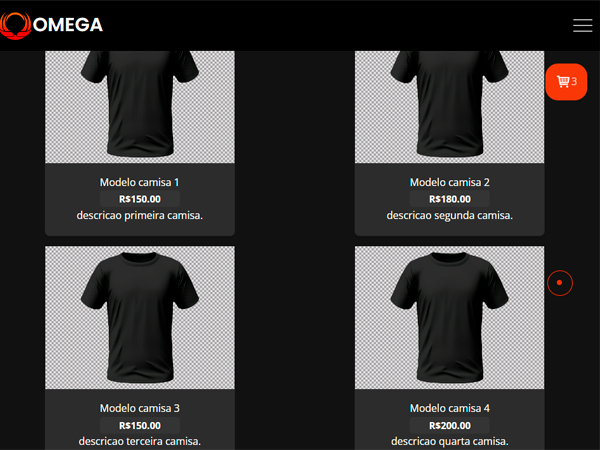 OMEGA
3
Modelo camisa 1
R$150.00
descricao primeira camisa.
Modelo camisa 2
R$180.00
descricao segunda camisa.
Modelo camisa 3
R$150.00
descricao terceira camisa.
Modelo camisa 4
R$200.00
descricao quarta camisa.